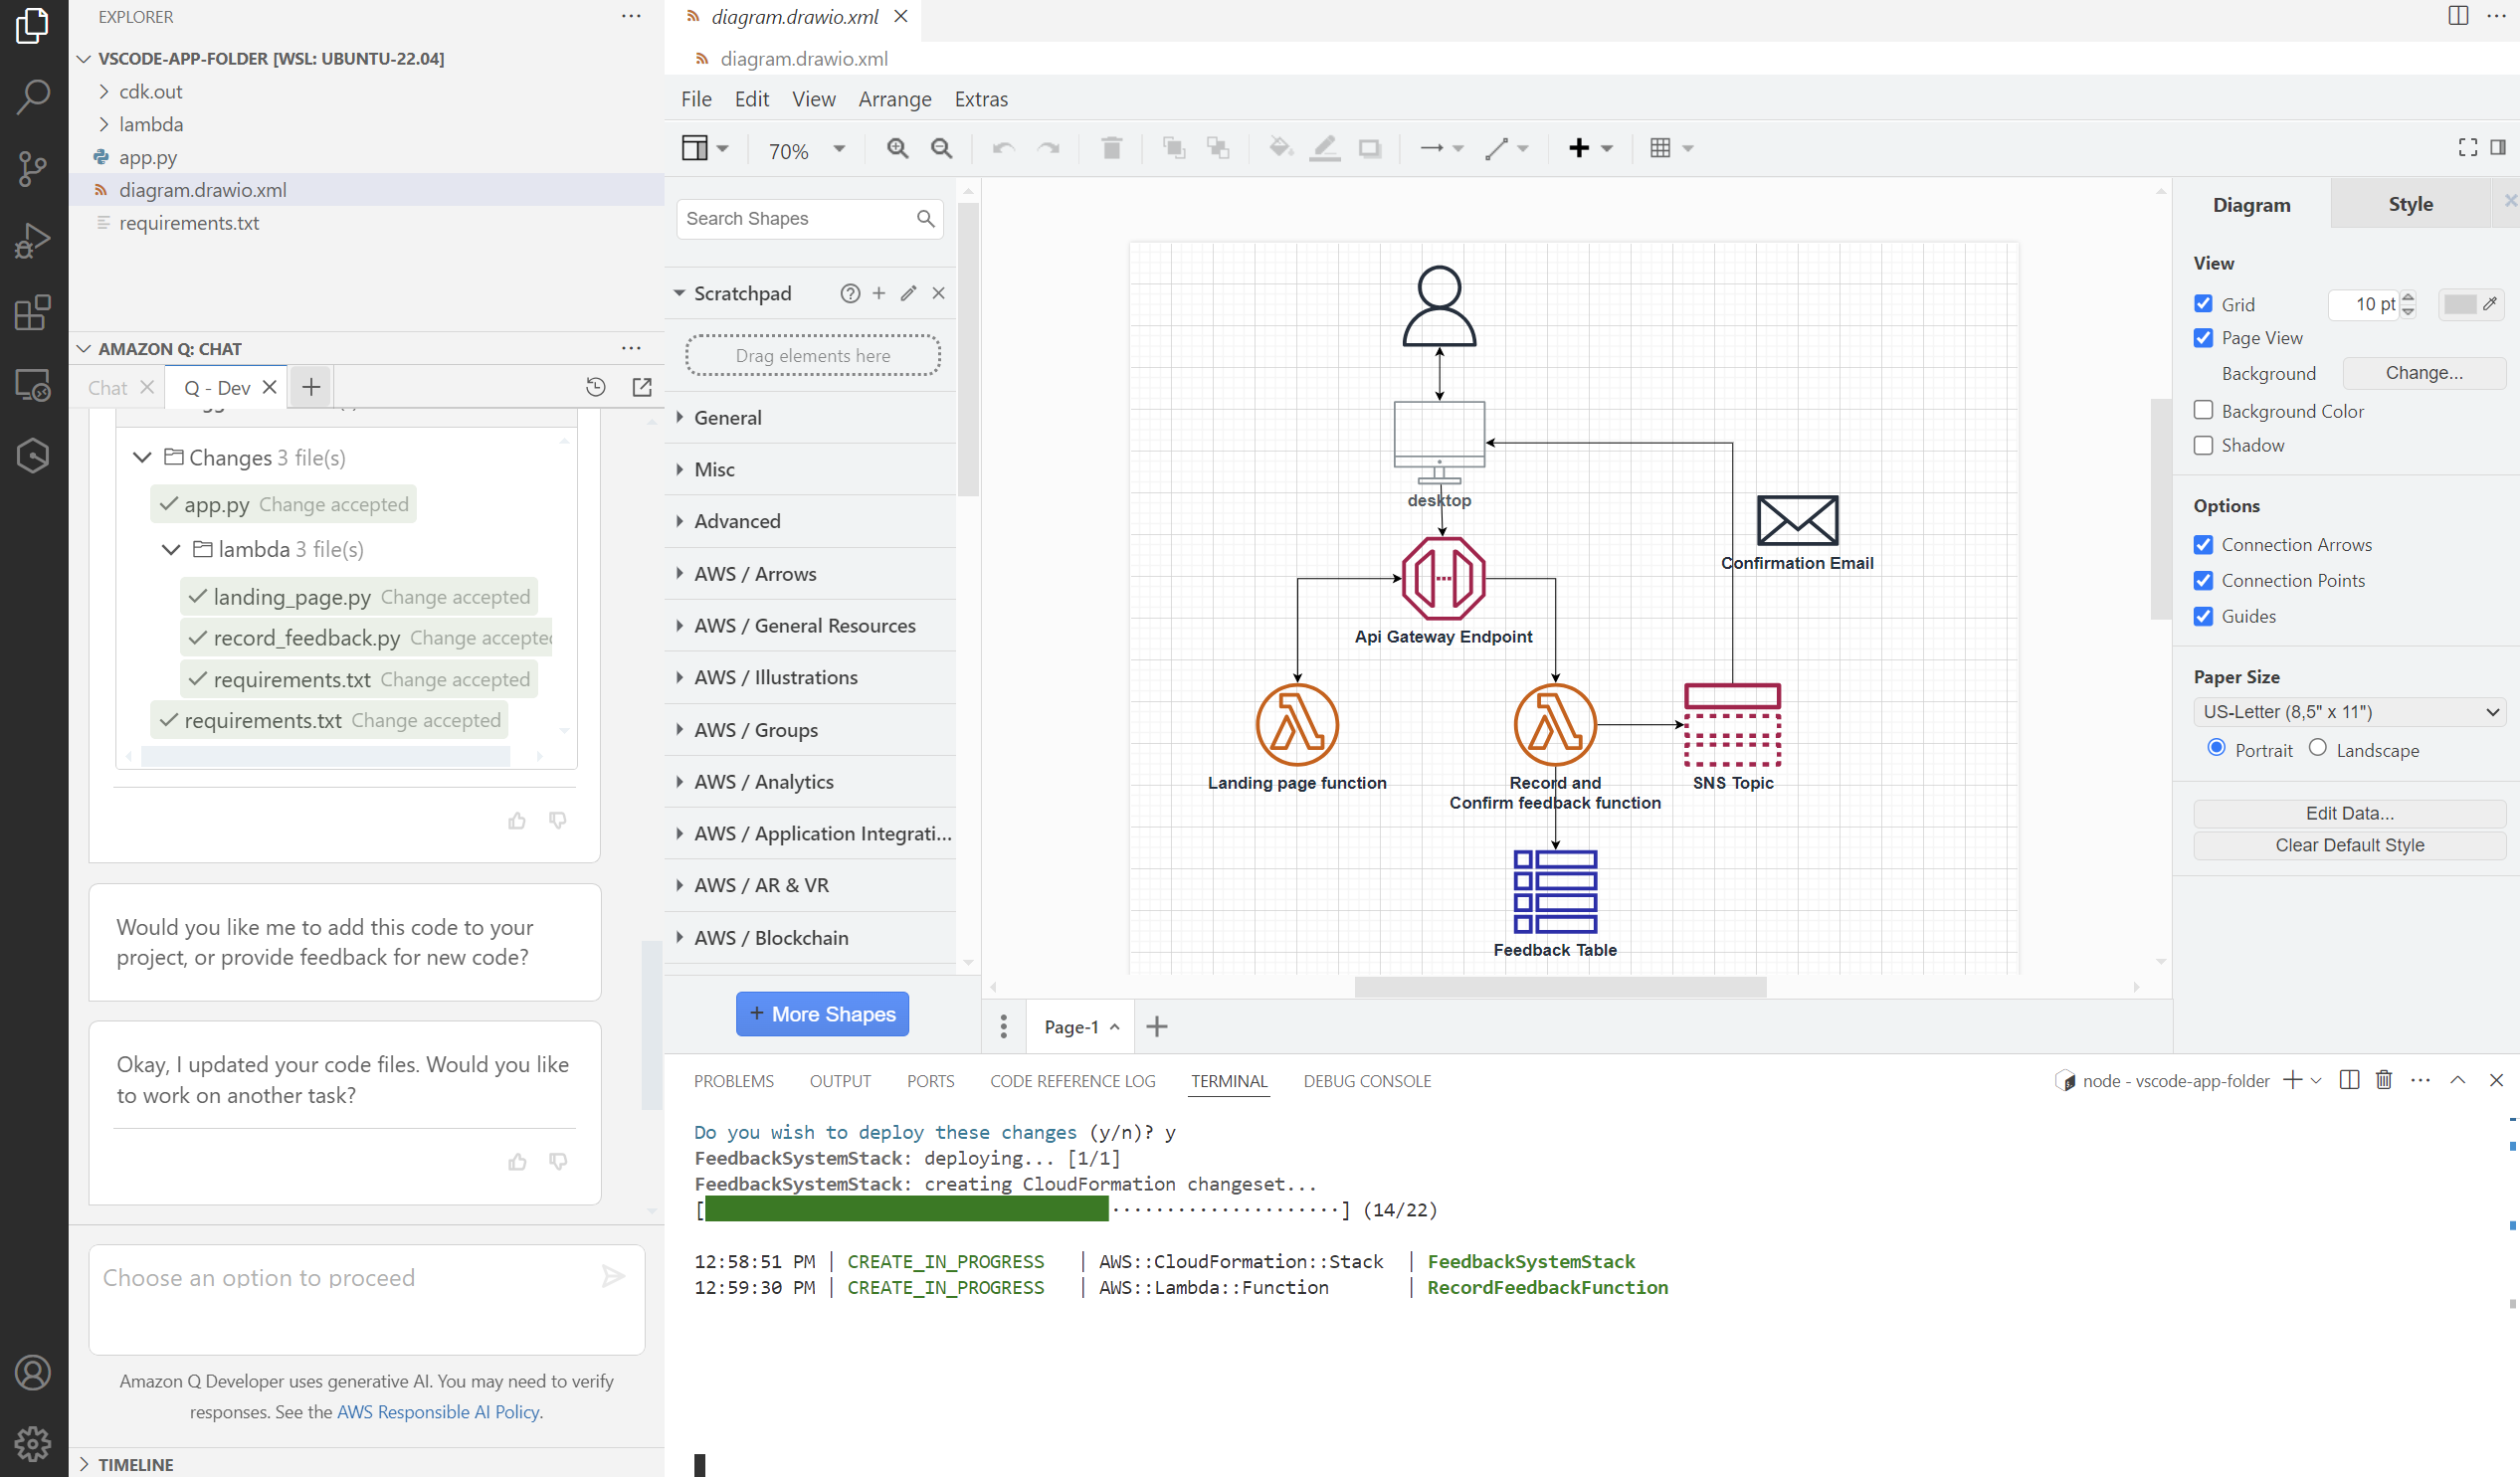 EXPLORER
VSCODE-APP-FOLDER [WSL: UBUNTU-22.04]
cdk.out
lambda
app.py
diagram.drawio.xml
requirements.txt
AMAZON Q: CHAT
Chat
Q - Dev
Changes 3 file(s)
app.py Change accepted
lambda 3 file(s)
landing_page.py Change accepted
record_feedback.py Change accepted
requirements.txt Change accepted
requirements.txt Change accepted
Would you like me to add this code to your
project, or provide feedback for new code?
Okay, I updated your code files. Would you like
to work on another task?
Choose an option to proceed
Amazon Q Developer uses generative AI. You may need to verify
responses. See the AWS Responsible AI Policy.
TIMELINE
diagram.drawio.xml
diagram.drawio.xml
File Edit View Arrange Extras
70%
Search Shapes
Scratchpad
Drag elements here
General
Misc
Advanced
AWS / Arrows
AWS / General Resources
AWS / Illustrations
AWS / Groups
AWS / Analytics
AWS / Application Integrati...
AWS / AR & VR
AWS / Blockchain
+ More Shapes
desktop
Confirmation Email
Api Gateway Endpoint
Landing page function
Record and
Confirm feedback function
SNS Topic
Feedback Table
Page-1
Diagram
Style
View
Grid
10 pt
Page View
Background
Change...
Background Color
Shadow
Options
Connection Arrows
Connection Points
Guides
Paper Size
US-Letter (8,5" x 11")
Portrait
Landscape
Edit Data...
Clear Default Style
PROBLEMS OUTPUT PORTS CODE REFERENCE LOG TERMINAL DEBUG CONSOLE
node - vscode-app-folder
Do you wish to deploy these changes (y/n)? y
FeedbackSystemStack: deploying... [1/1]
FeedbackSystemStack: creating CloudFormation changeset...
[·····················] (14/22)
12:58:51 PM | CREATE_IN_PROGRESS | AWS::CloudFormation::Stack | FeedbackSystemStack
12:59:30 PM | CREATE_IN_PROGRESS | AWS::Lambda::Function | RecordFeedbackFunction